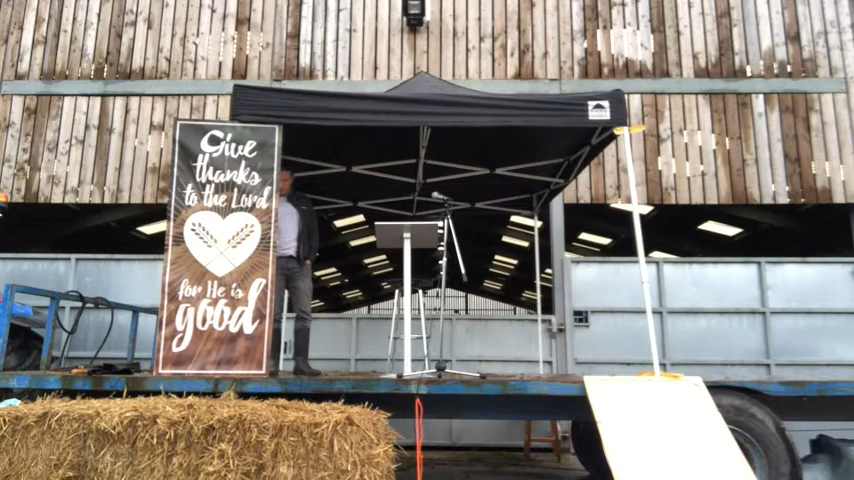 Give
thanks
to the Lord
for He is
good